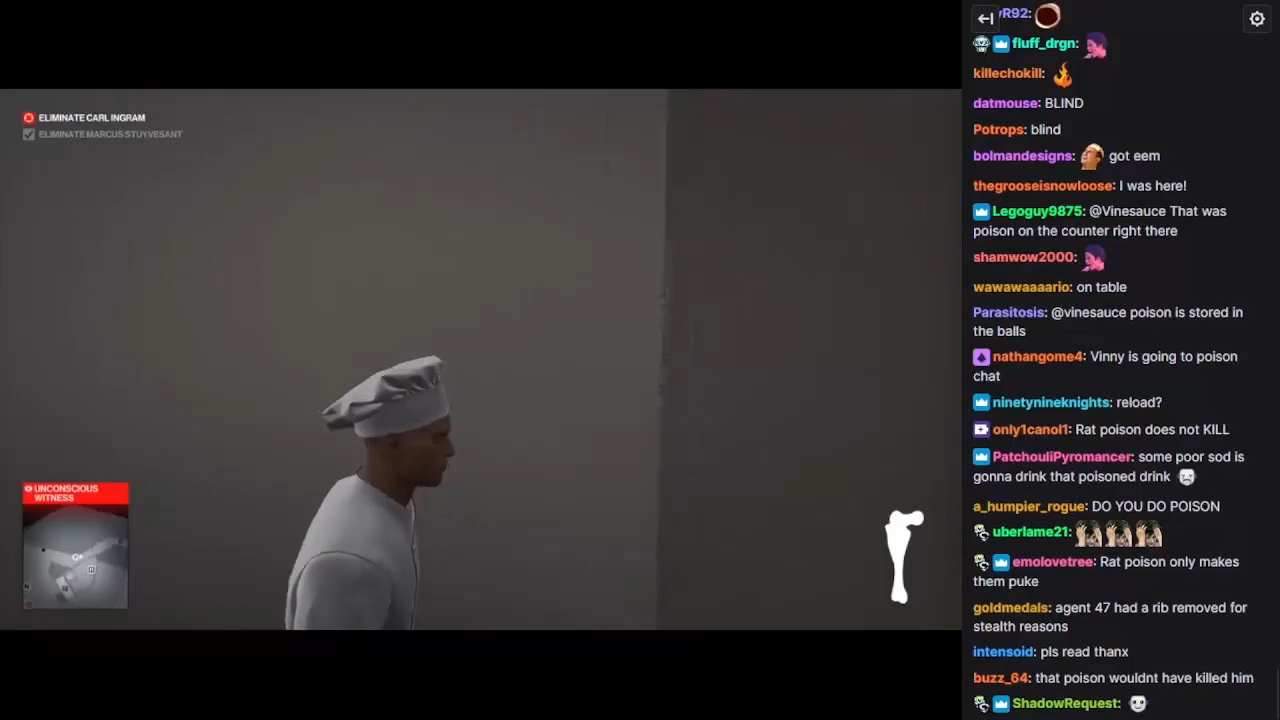 ELIMINATE CARL INGRAM
ELIMINATE MARCUS STUYVESANT
UNCONSCIOUS
WITNESS
R92:
fluff_drgn:
killechokill:
datmouse: BLIND
Potrops: blind
bolmandesigns: got eem
thegrooseisnowloose: I was here!
Legoguy9875: @Vinesauce That was
poison on the counter right there
shamwow2000:
wawawaaaario: on table
Parasitosis: @vinesauce poison is stored in
the balls
nathangome4: Vinny is going to poison
chat
ninetynineknights: reload?
only1canol1: Rat poison does not KILL
PatchouliPyromancer: some poor sod is
gonna drink that poisoned drink
a_humpier_rogue: DO YOU DO POISON
uberlame21:
emolovetree: Rat poison only makes
them puke
goldmedals: agent 47 had a rib removed for
stealth reasons
intensoid: pls read thanx
buzz_64: that poison wouldnt have killed him
ShadowRequest: